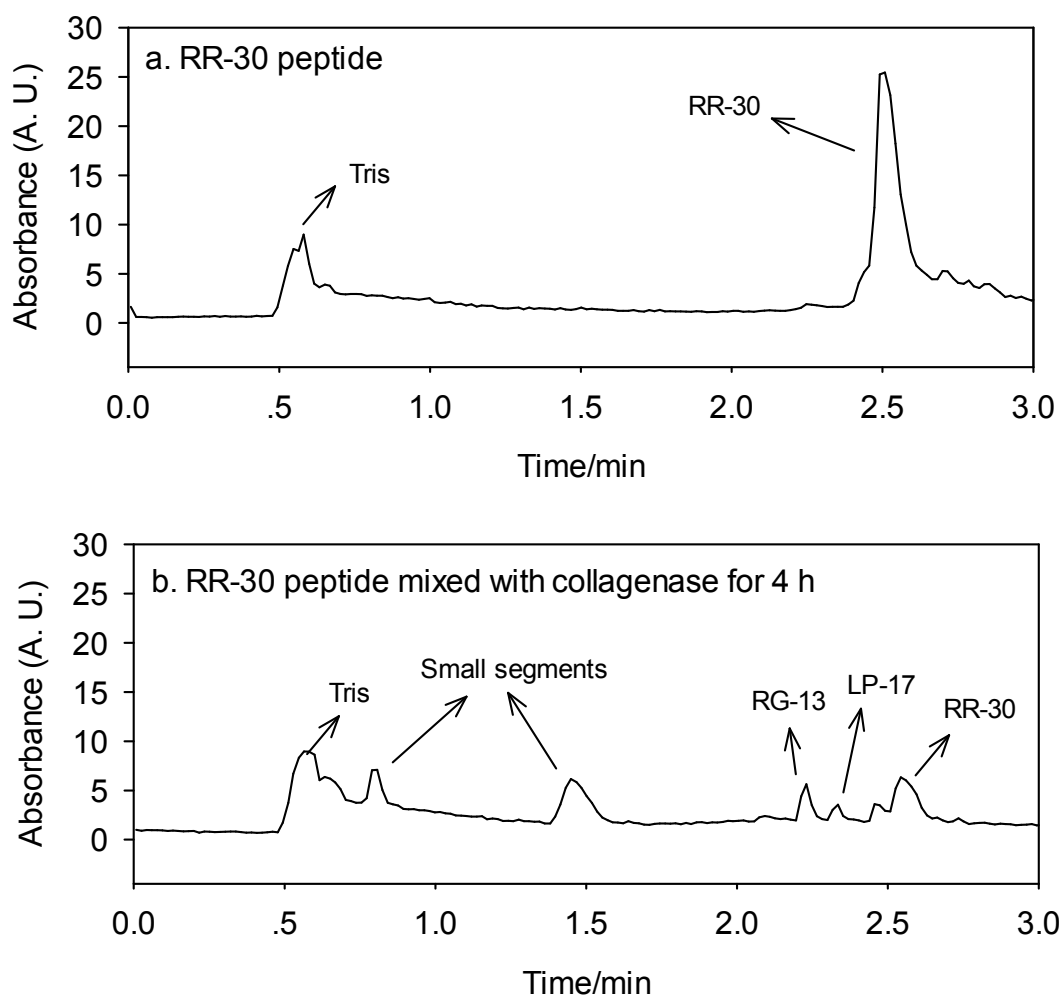 a. RR-30 peptide
Absorbance (A. U.)
30
25
20
15
10
5
0
RR-30
Tris
0.0 .5 1.0 1.5 2.0 2.5 3.0
Time/min
b. RR-30 peptide mixed with collagenase for 4 h
Absorbance (A. U.)
30
25
20
15
10
5
0
Small segments
Tris
RG-13
LP-17
RR-30
0.0 .5 1.0 1.5 2.0 2.5 3.0
Time/min